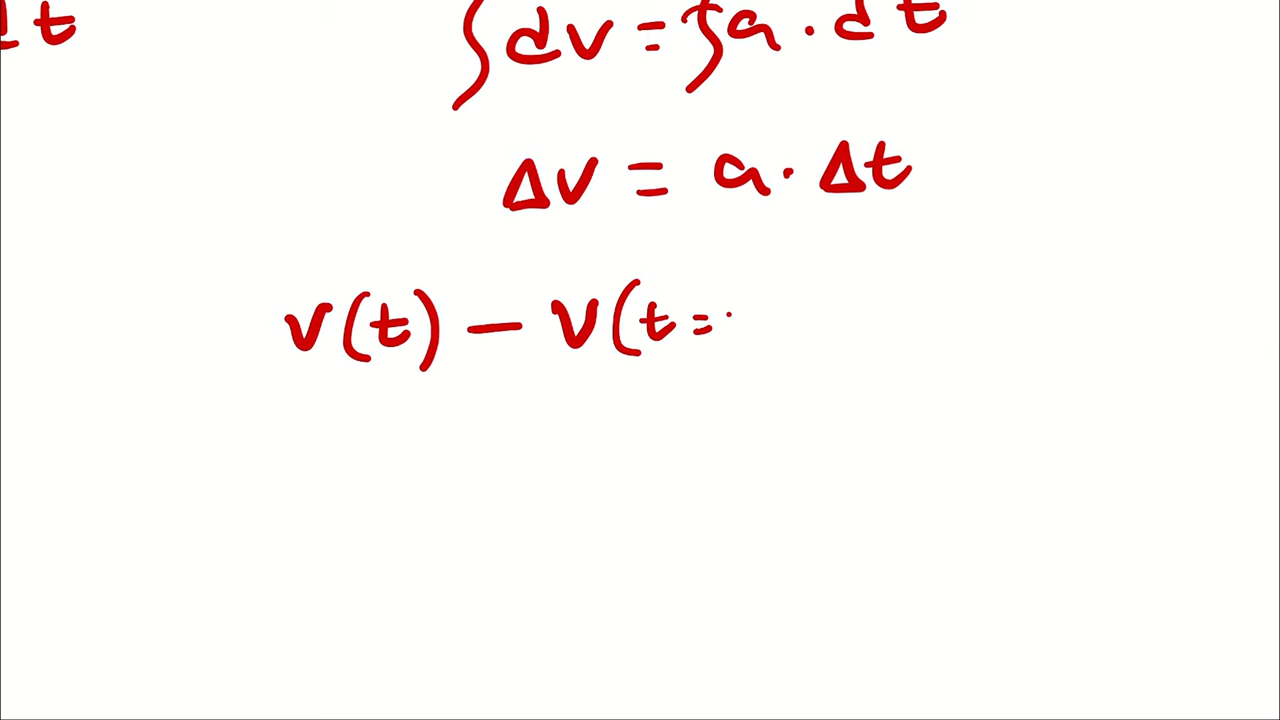 dt ∫dv = ∫a · dt
Δv = a · Δt
v(t) – v(t=